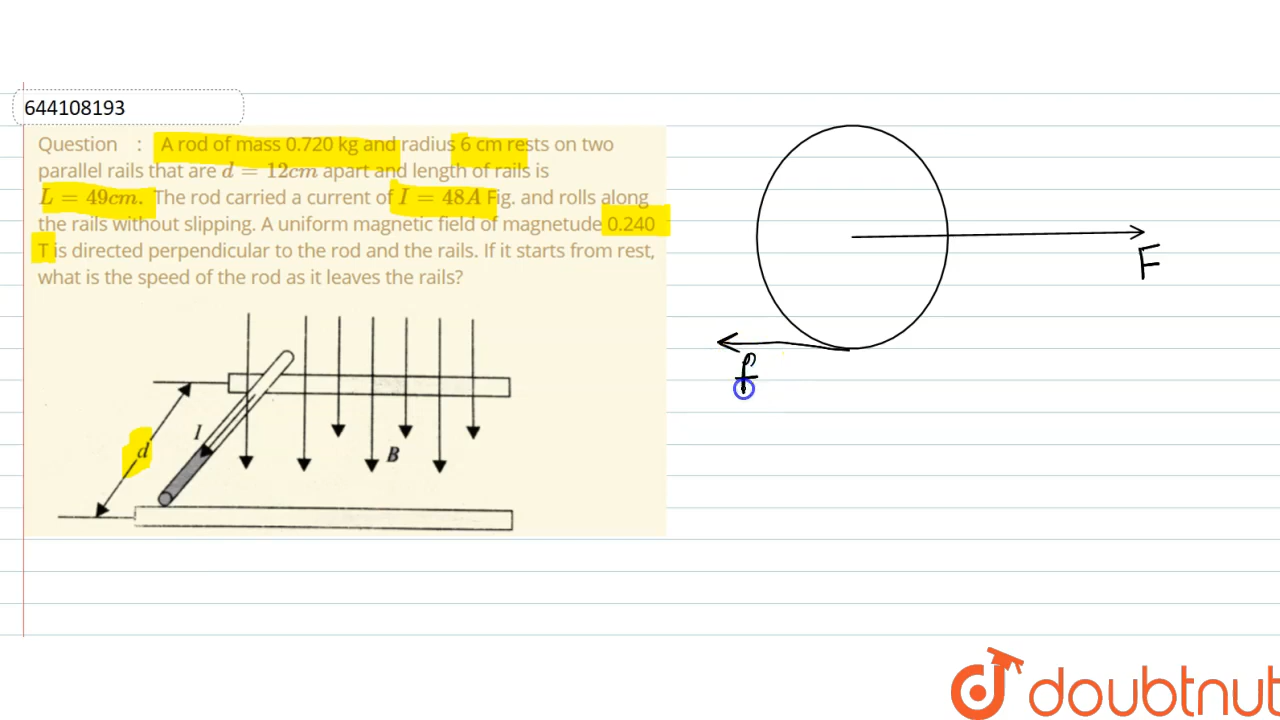 644108193
Question : A rod of mass 0.720 kg and radius 6 cm rests on two
parallel rails that are d = 12cm apart and length of rails is
L = 49cm. The rod carried a current of I = 48A Fig. and rolls along
the rails without slipping. A uniform magnetic field of magnetude 0.240
T is directed perpendicular to the rod and the rails. If it starts from rest,
what is the speed of the rod as it leaves the rails?
I
d
B
F
f
doubtnut